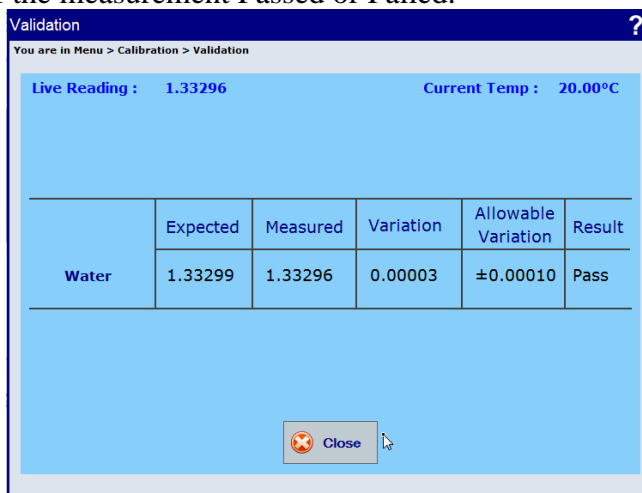 the measurement Passed or Failed.
Validation ?
You are in Menu > Calibration > Validation
Live Reading : 1.33296 Current Temp : 20.00°C
Expected Measured Variation Allowable Variation Result
Water 1.33299 1.33296 0.00003 ±0.00010 Pass
Close